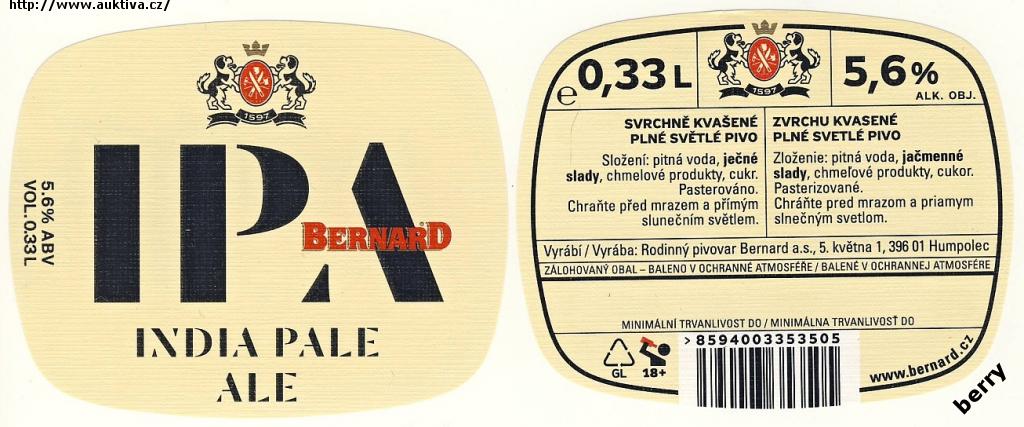 http://www.auktiva.cz/
1597
IPA
BERNARD
INDIA PALE
ALE
5.6% ABV
VOL. 0.33L
e 0,33 L
1597
5,6%
ALK. OBJ.
SVRCHNĚ KVAŠENÉ
PLNÉ SVĚTLÉ PIVO
Složení: pitná voda, ječné
slady, chmelové produkty, cukr.
Pasterováno.
Chraňte před mrazem a přímým
slunečním světlem.
ZVRCHU KVASENÉ
PLNÉ SVETLÉ PIVO
Zloženie: pitná voda, jačmenné
slady, chmeľové produkty, cukor.
Pasterizované.
Chráňte pred mrazom a priamym
slnečným svetlom.
Vyrábí / Vyrába: Rodinný pivovar Bernard a.s., 5. května 1, 396 01 Humpolec
ZÁLOHOVANÝ OBAL – BALENO V OCHRANNÉ ATMOSFÉŘE / BALENÉ V OCHRANNEJ ATMOSFÉRE
MINIMÁLNÍ TRVANLIVOST DO / MINIMÁLNA TRVANLIVOSŤ DO
GL
18+
>8594003353505
www.bernard.cz
berry